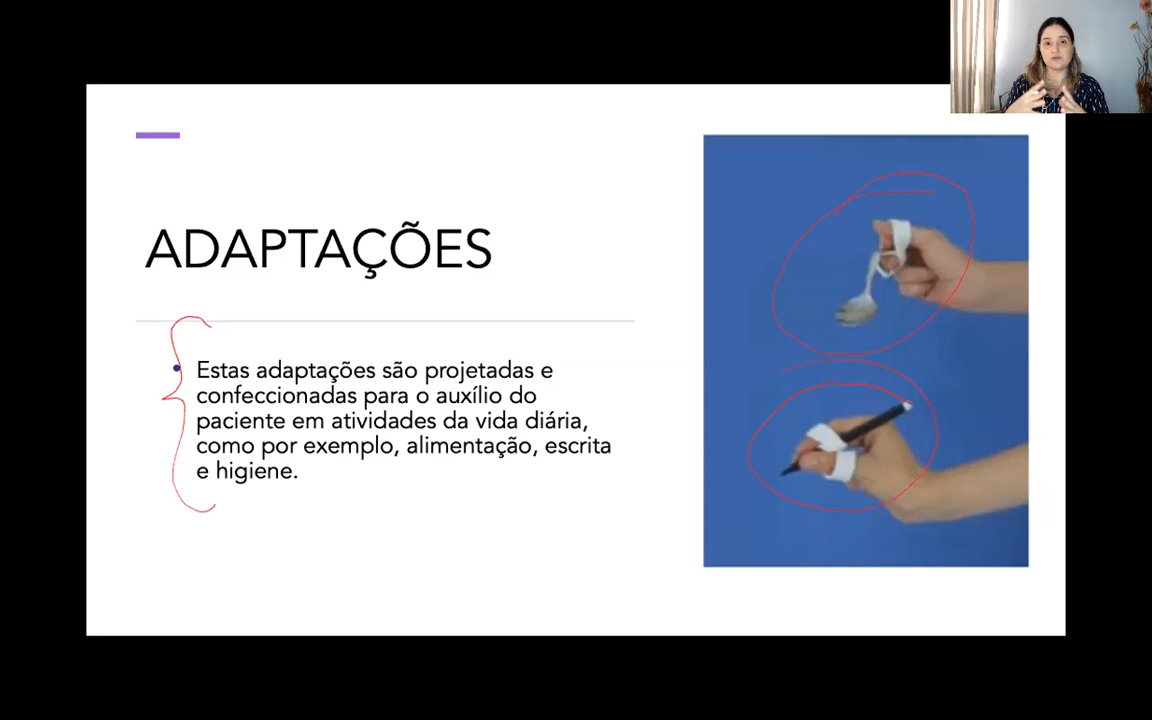 ADAPTAÇÕES
• Estas adaptações são projetadas e
confeccionadas para o auxílio do
paciente em atividades da vida diária,
como por exemplo, alimentação, escrita
e higiene.